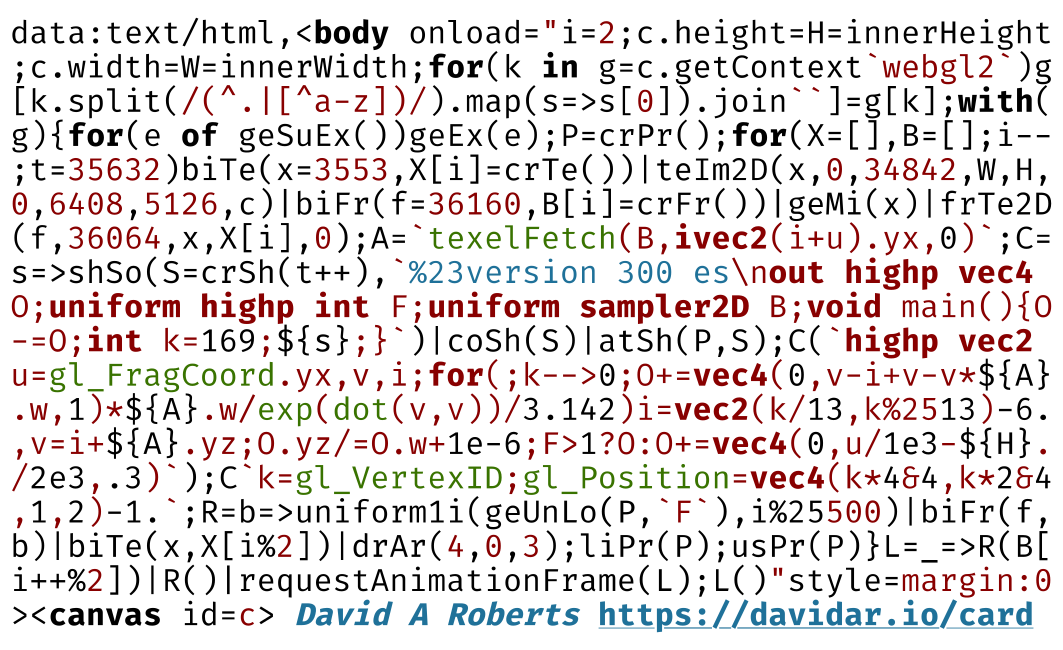 data:text/html,<body onload="i=2;c.height=H=innerHeight
;c.width=W=innerWidth;for(k in g=c.getContext`webgl2`)g
[k.split(/(^.|[^a-z])/).map(s=>s[0]).join``]=g[k];with(
g){for(e of geSuEx())geEx(e);P=crPr();for(X=[],B=[];i--
;t=35632)biTe(x=3553,X[i]=crTe())|teIm2D(x,0,34842,W,H,
0,6408,5126,c)|biFr(f=36160,B[i]=crFr())|geMi(x)|frTe2D
(f,36064,x,X[i],0);A=`texelFetch(B,ivec2(i+u).yx,0)`;C=
s=>shSo(S=crSh(t++),`%23version 300 es\nout highp vec4
O;uniform highp int F;uniform sampler2D B;void main(){O
-=O;int k=169;${s};}`)|coSh(S)|atSh(P,S);C(`highp vec2
u=gl_FragCoord.yx,v,i;for(;k-->0;O+=vec4(0,v-i+v-v*${A}
.w,1)*${A}.w/exp(dot(v,v))/3.142)i=vec2(k/13,k%2513)-6.
,v=i+${A}.yz;O.yz/=O.w+1e-6;F>1?O:O+=vec4(0,u/1e3-${H}.
/2e3,.3)`);C`k=gl_VertexID;gl_Position=vec4(k*4&4,k*2&4
,1,2)-1.`;R=b=>uniform1i(geUnLo(P,`F`),i%25500)|biFr(f,
b)|biTe(x,X[i%2])|drAr(4,0,3);liPr(P);usPr(P)}L=_=>R(B[
i++%2])|R()|requestAnimationFrame(L);L()"style=margin:0
><canvas id=c> David A Roberts https://davidar.io/card